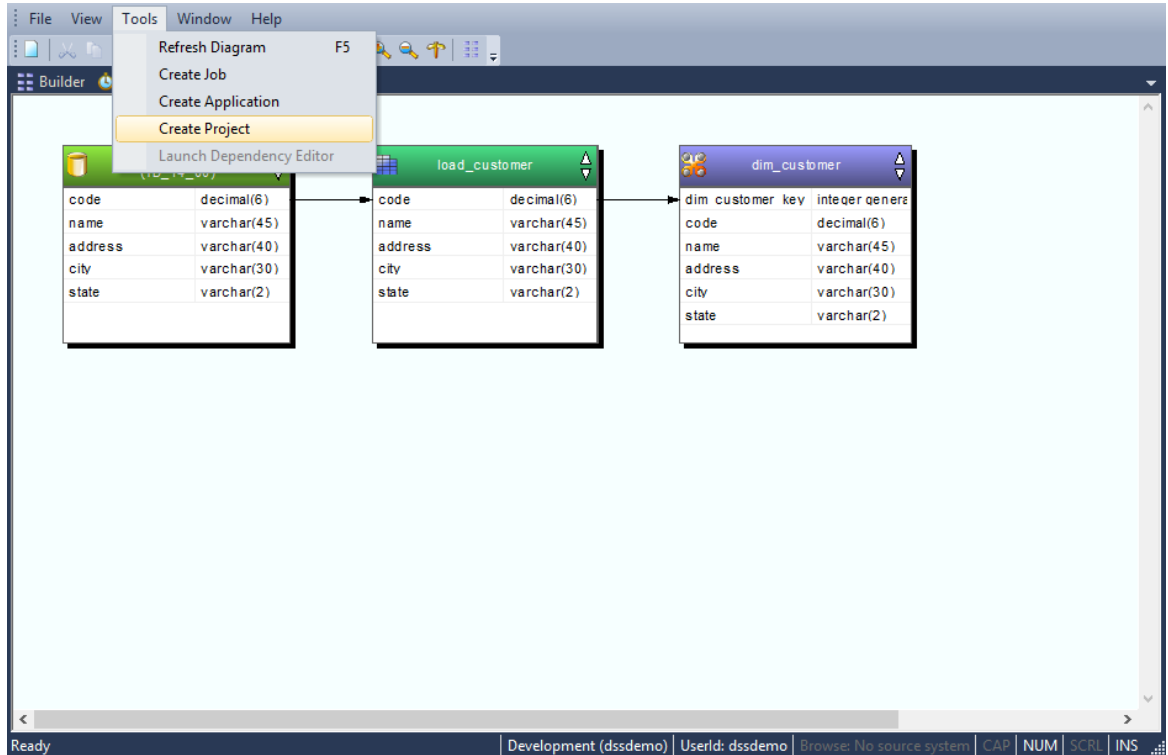 File View Tools Window Help
Refresh Diagram F5
Create Job
Create Application
Create Project
Launch Dependency Editor
Builder
load_customer
dim_customer
code decimal(6)
name varchar(45)
address varchar(40)
city varchar(30)
state varchar(2)
code decimal(6)
name varchar(45)
address varchar(40)
city varchar(30)
state varchar(2)
dim_customer_key integer genera
code decimal(6)
name varchar(45)
address varchar(40)
city varchar(30)
state varchar(2)
Ready Development (dssdemo) UserId: dssdemo Browse: No source system CAP NUM SCRL INS